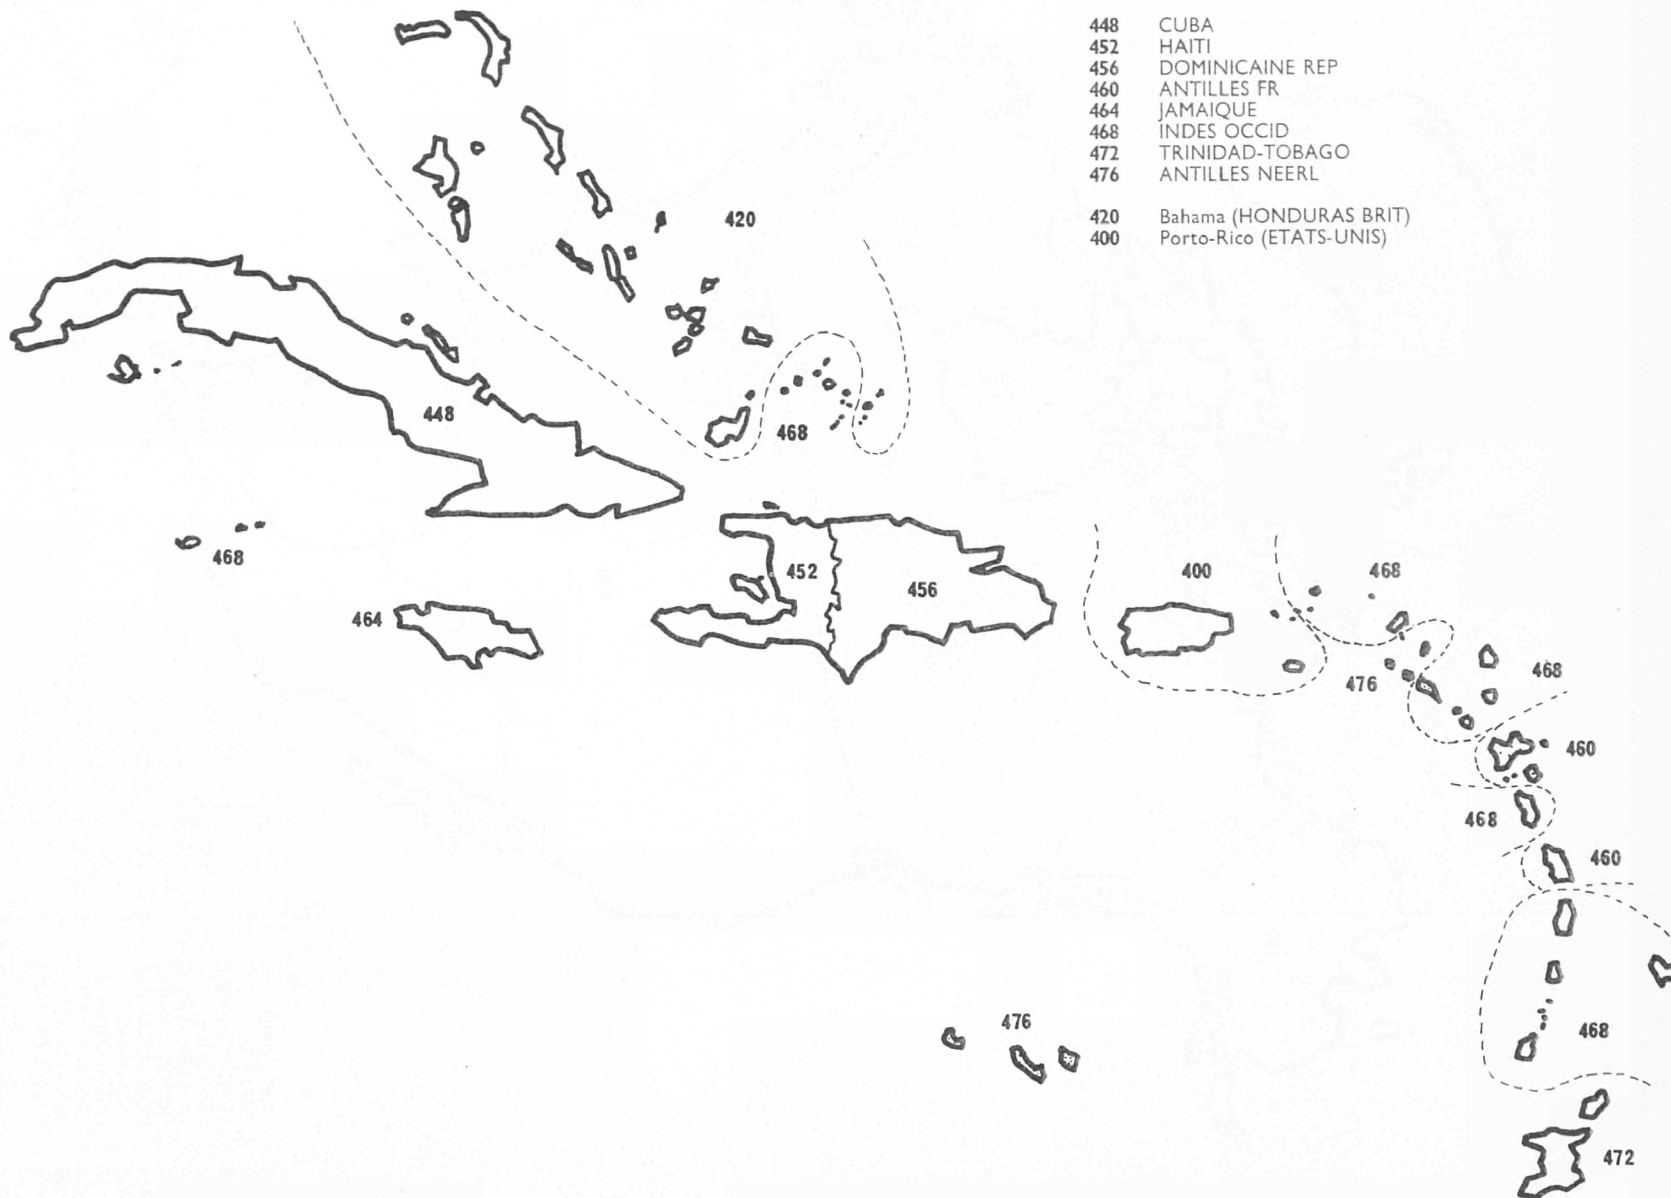 448 CUBA
452 HAITI
456 DOMINICAINE REP
460 ANTILLES FR
464 JAMAIQUE
468 INDES OCCID
472 TRINIDAD-TOBAGO
476 ANTILLES NEERL
420 Bahama (HONDURAS BRIT)
400 Porto-Rico (ETATS-UNIS)
420
448
468
468
464
452
456
400
468
476
468
460
468
460
476
468
472